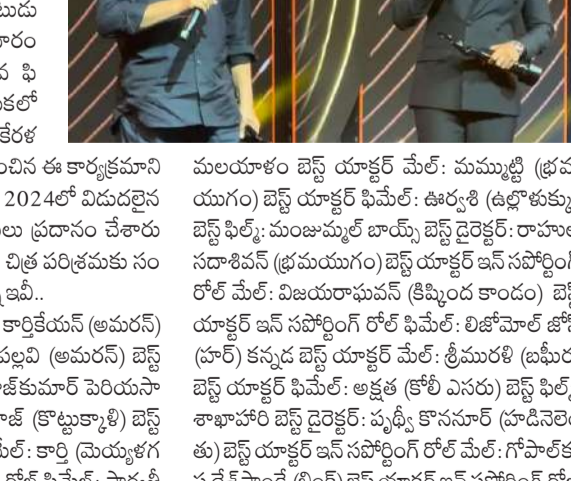 టుడు
ారం
వ ఫి
కలో
కేరళ
ంచిన ఈ కార్యక్రమాని
2024లో విడుదలైన
లు ప్రదానం చేశారు
చిత్ర పరిశ్రమకు సం
ఇవీ..
కార్తికేయన్ (అమరన్)
పల్లవి (అమరన్) బెస్ట్
జ్‌కుమార్ పెరియసా
ాజ్ (కొట్టుక్కాళి) బెస్ట్
మేల్: కార్తి (మెయ్యళగ
మలయాళం బెస్ట్ యాక్టర్ మేల్: మమ్ముట్టి (భ్రమ
యుగం) బెస్ట్ యాక్టర్ ఫిమేల్: ఊర్వశి (ఉల్లొళుక్కు
బెస్ట్ ఫిల్మ్: మంజుమ్మల్ బాయ్స్ బెస్ట్ డైరెక్టర్: రాహుల
సదాశివన్ (భ్రమయుగం) బెస్ట్ యాక్టర్ ఇన్ సపోర్టింగ్
రోల్ మేల్: విజయరాఘవన్ (కిష్కింద కాండం) బెస్
యాక్టర్ ఇన్ సపోర్టింగ్ రోల్ ఫిమేల్: లిజోమోల్ జోస్
(హర్) కన్నడ బెస్ట్ యాక్టర్ మేల్: శ్రీమురళి (బఘీర
బెస్ట్ యాక్టర్ ఫిమేల్: అక్షత (కోలీ ఎసరు) బెస్ట్ ఫిల్మ్
శాఖాహారి బెస్ట్ డైరెక్టర్: పృథ్వీ కొననూర్ (హడినెలెం
తు) బెస్ట్ యాక్టర్ ఇన్ సపోర్టింగ్ రోల్ మేల్: గోపాల్‌క